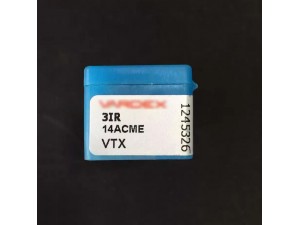 VARDEX
3IR
14ACME
VTX
1245326